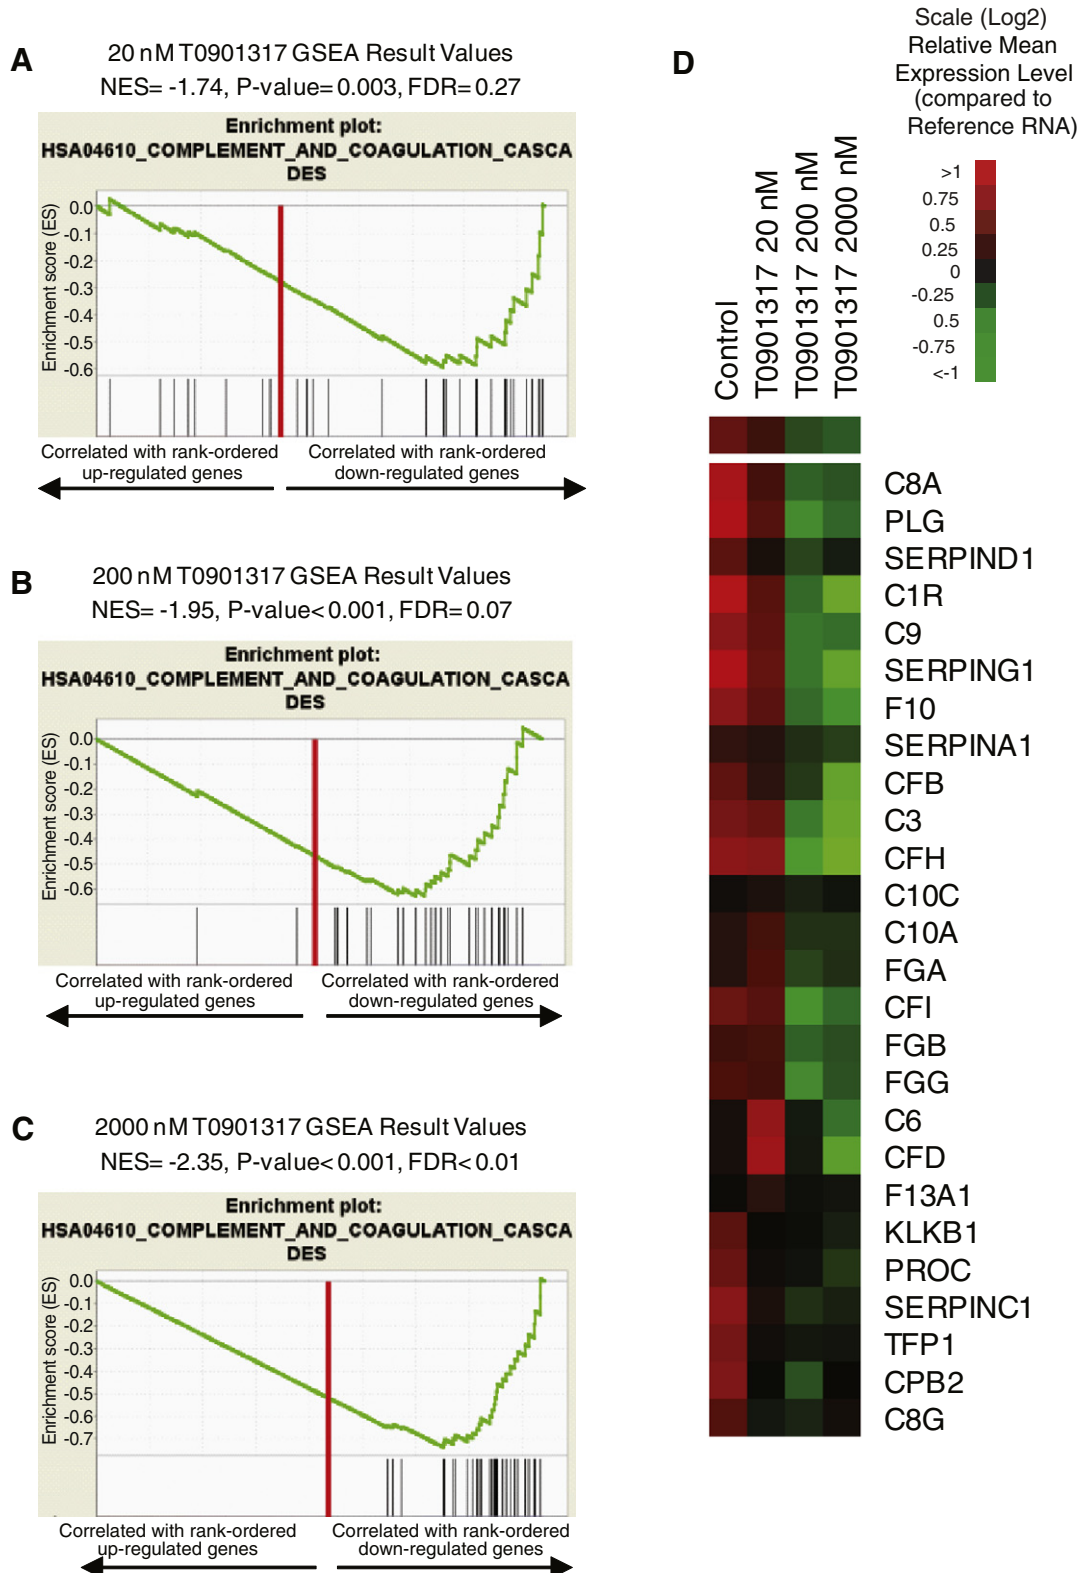 A
20 nM T0901317 GSEA Result Values
NES= -1.74, P-value= 0.003, FDR= 0.27
Enrichment plot:
HSA04610_COMPLEMENT_AND_COAGULATION_CASCA
DES
Enrichment score (ES)
0.0
-0.1
-0.2
-0.3
-0.4
-0.5
-0.6
Correlated with rank-ordered
up-regulated genes
Correlated with rank-ordered
down-regulated genes
B
200 nM T0901317 GSEA Result Values
NES= -1.95, P-value< 0.001, FDR= 0.07
Enrichment plot:
HSA04610_COMPLEMENT_AND_COAGULATION_CASCA
DES
Enrichment score (ES)
0.0
-0.1
-0.2
-0.3
-0.4
-0.5
-0.6
Correlated with rank-ordered
up-regulated genes
Correlated with rank-ordered
down-regulated genes
C
2000 nM T0901317 GSEA Result Values
NES= -2.35, P-value< 0.001, FDR< 0.01
Enrichment plot:
HSA04610_COMPLEMENT_AND_COAGULATION_CASCA
DES
Enrichment score (ES)
0.0
-0.1
-0.2
-0.3
-0.4
-0.5
-0.6
-0.7
Correlated with rank-ordered
up-regulated genes
Correlated with rank-ordered
down-regulated genes
D
Scale (Log2)
Relative Mean
Expression Level
(compared to
Reference RNA)
>1
0.75
0.5
0.25
0
-0.25
0.5
-0.75
<-1
Control
T0901317 20 nM
T0901317 200 nM
T0901317 2000 nM
C8A
PLG
SERPIND1
C1R
C9
SERPING1
F10
SERPINA1
CFB
C3
CFH
C10C
C10A
FGA
CFI
FGB
FGG
C6
CFD
F13A1
KLKB1
PROC
SERPINC1
TFP1
CPB2
C8G